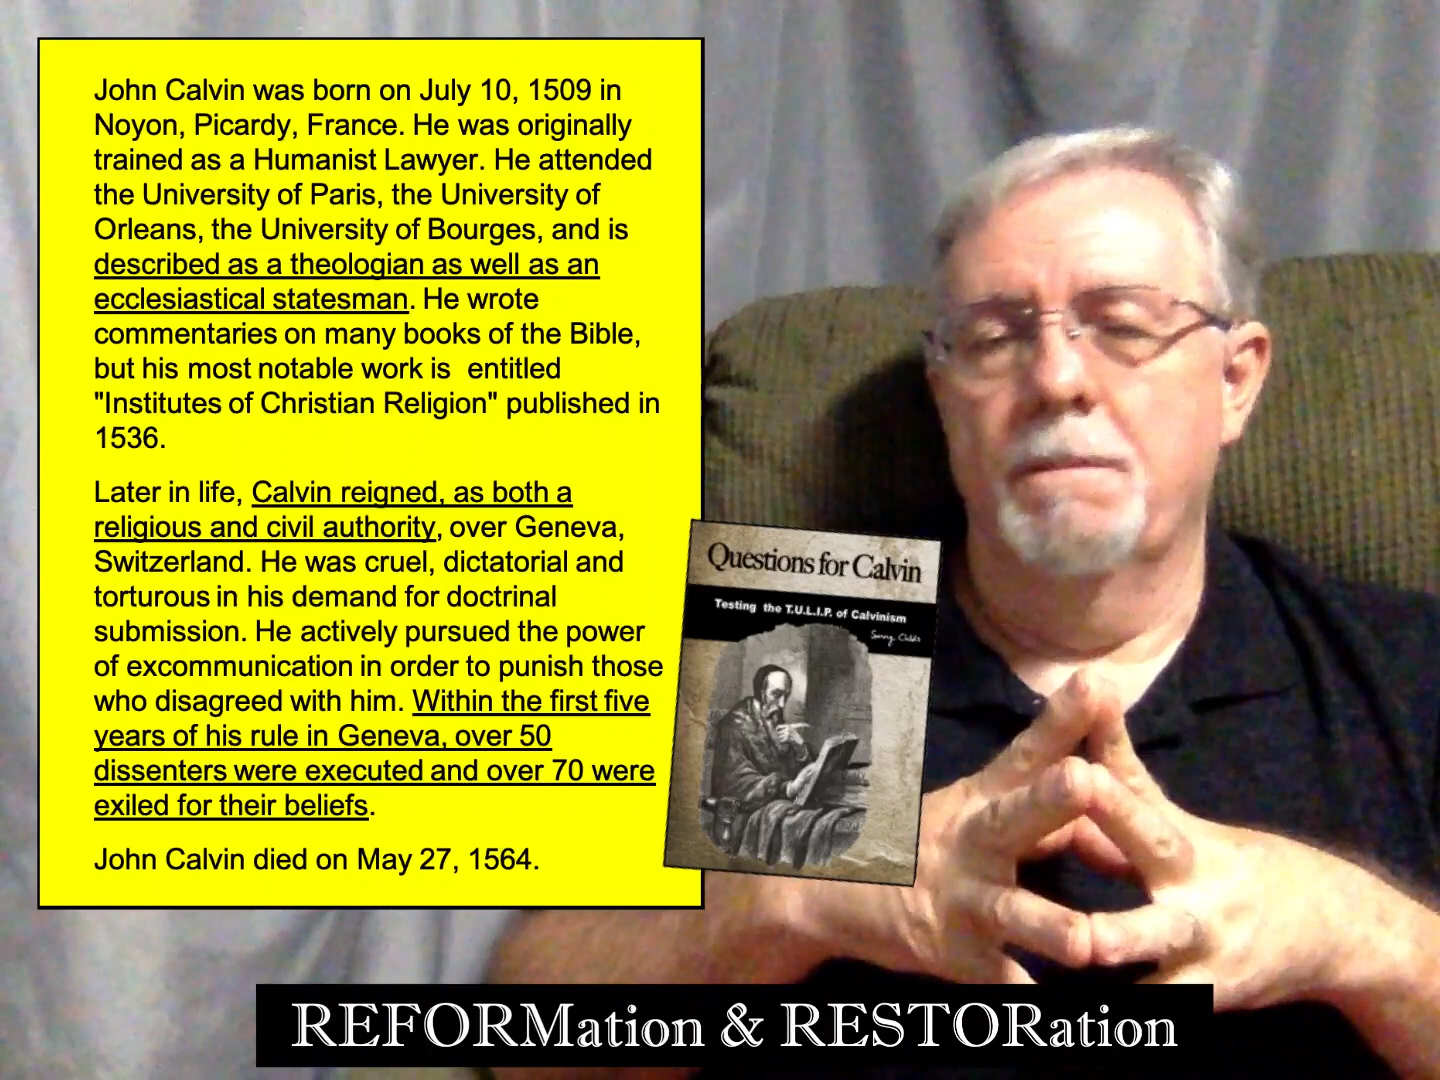 John Calvin was born on July 10, 1509 in
Noyon, Picardy, France. He was originally
trained as a Humanist Lawyer. He attended
the University of Paris, the University of
Orleans, the University of Bourges, and is
described as a theologian as well as an
ecclesiastical statesman. He wrote
commentaries on many books of the Bible,
but his most notable work is entitled
"Institutes of Christian Religion" published in
1536.
Later in life, Calvin reigned, as both a
religious and civil authority, over Geneva,
Switzerland. He was cruel, dictatorial and
torturous in his demand for doctrinal
submission. He actively pursued the power
of excommunication in order to punish those
who disagreed with him. Within the first five
years of his rule in Geneva, over 50
dissenters were executed and over 70 were
exiled for their beliefs.
John Calvin died on May 27, 1564.
Questions for Calvin
Testing the T.U.L.I.P. of Calvinism
Sonny Childs
REFORMation & RESTORation